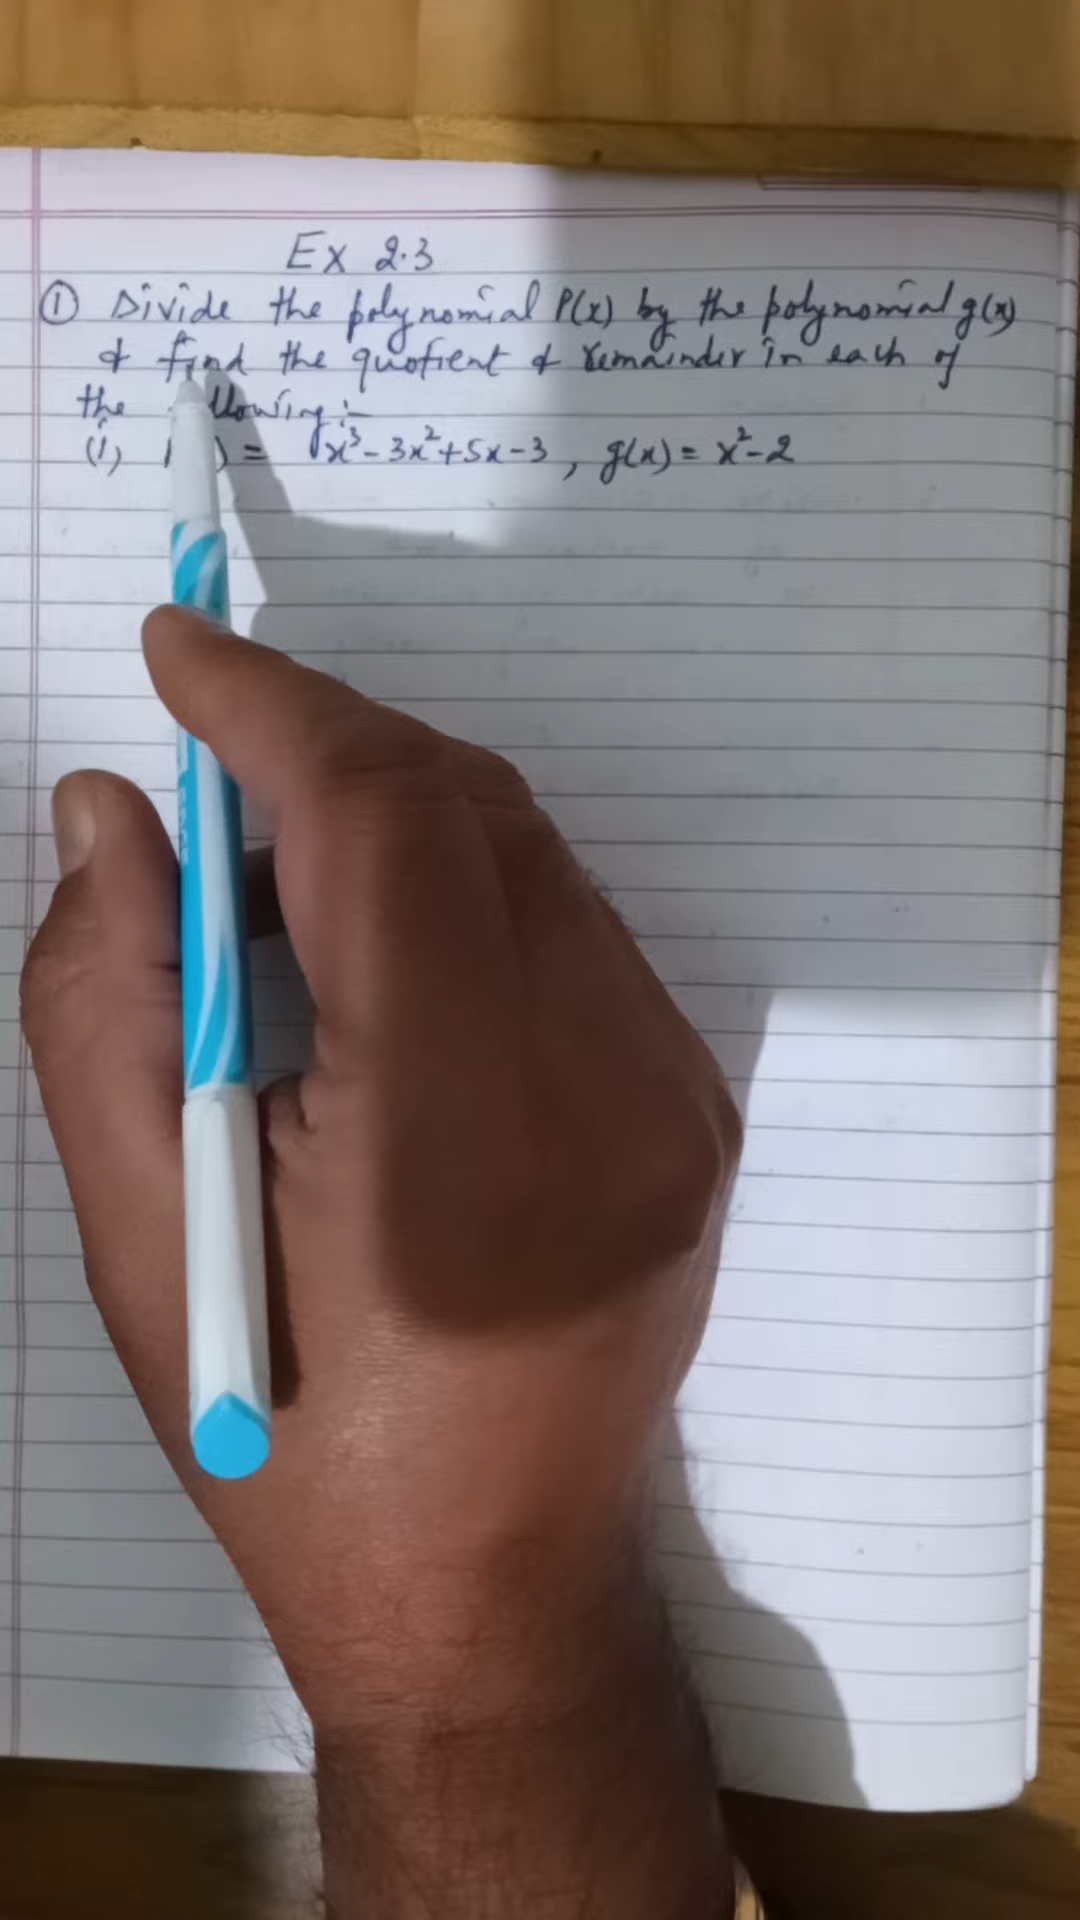 Ex 2.3
① Divide the polynomial P(x) by the polynomial g(x)
& find the quotient & remainder in each of
the llowing :-
(i) ) = x³ - 3x² + 5x - 3 , g(x) = x² - 2